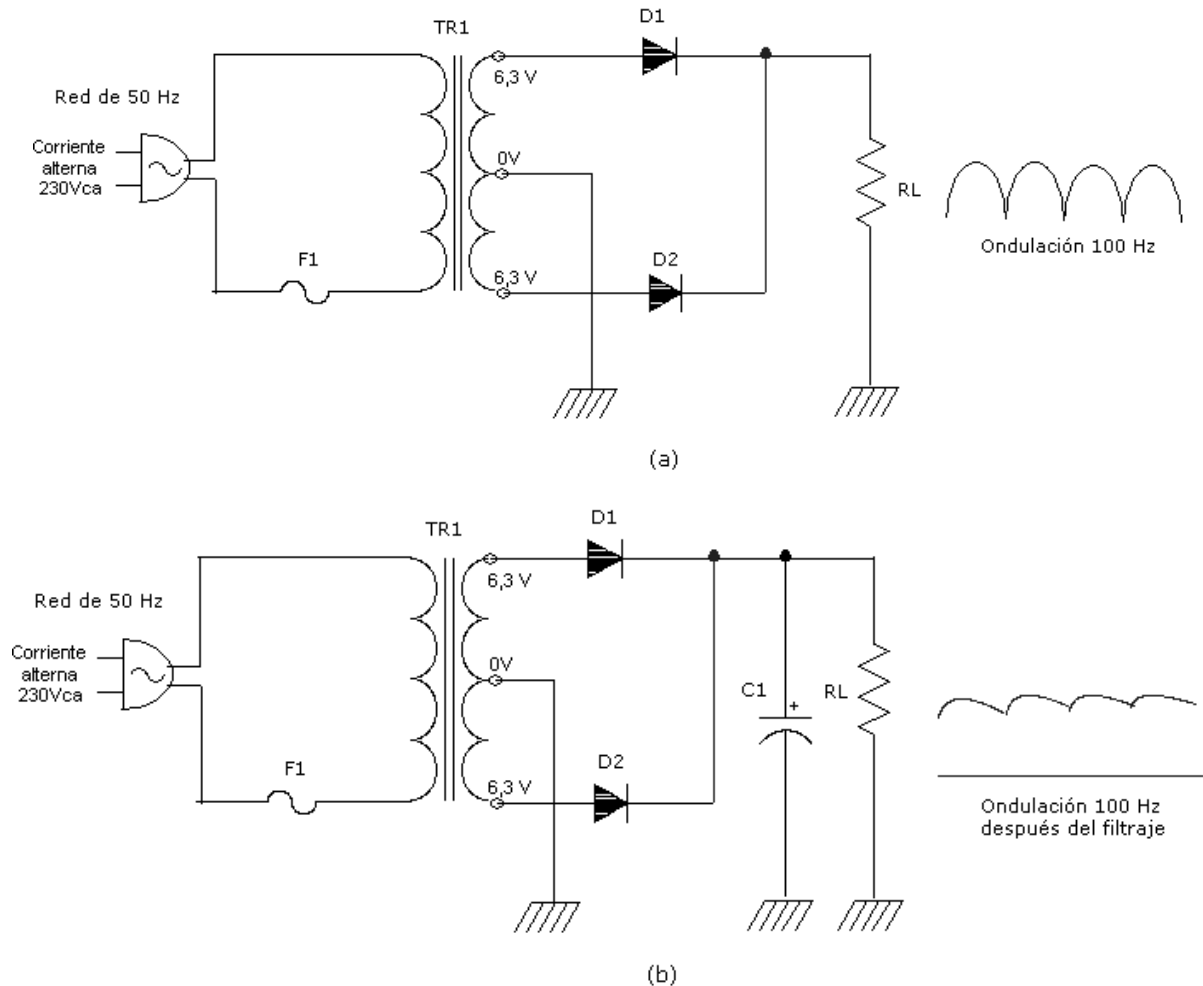 TR1
D1
6,3 V
Red de 50 Hz
Corriente
alterna
230Vca
0V
RL
Ondulación 100 Hz
F1
D2
6,3 V
(a)
TR1
D1
6,3 V
Red de 50 Hz
Corriente
alterna
230Vca
0V
C1
+
RL
F1
D2
6,3 V
Ondulación 100 Hz
después del filtraje
(b)